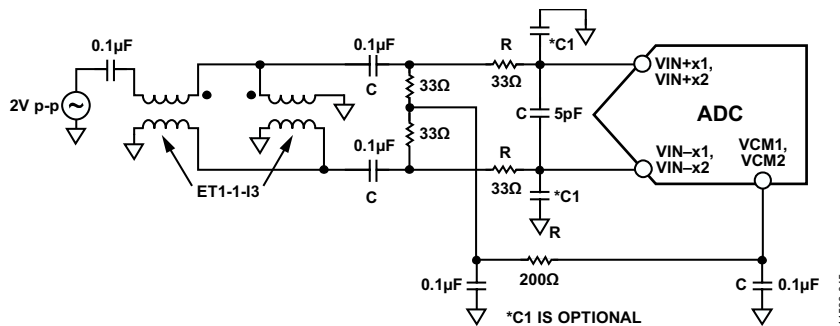 *C1
0.1µF
R
VIN+x1,
VIN+x2
0.1µF
33Ω
33Ω
C
2V p-p
C
5pF
ADC
33Ω
0.1µF
R
VIN–x1,
VIN–x2
VCM1,
VCM2
ET1-1-I3
C
33Ω
*C1
R
0.1µF
200Ω
C
0.1µF
*C1 IS OPTIONAL